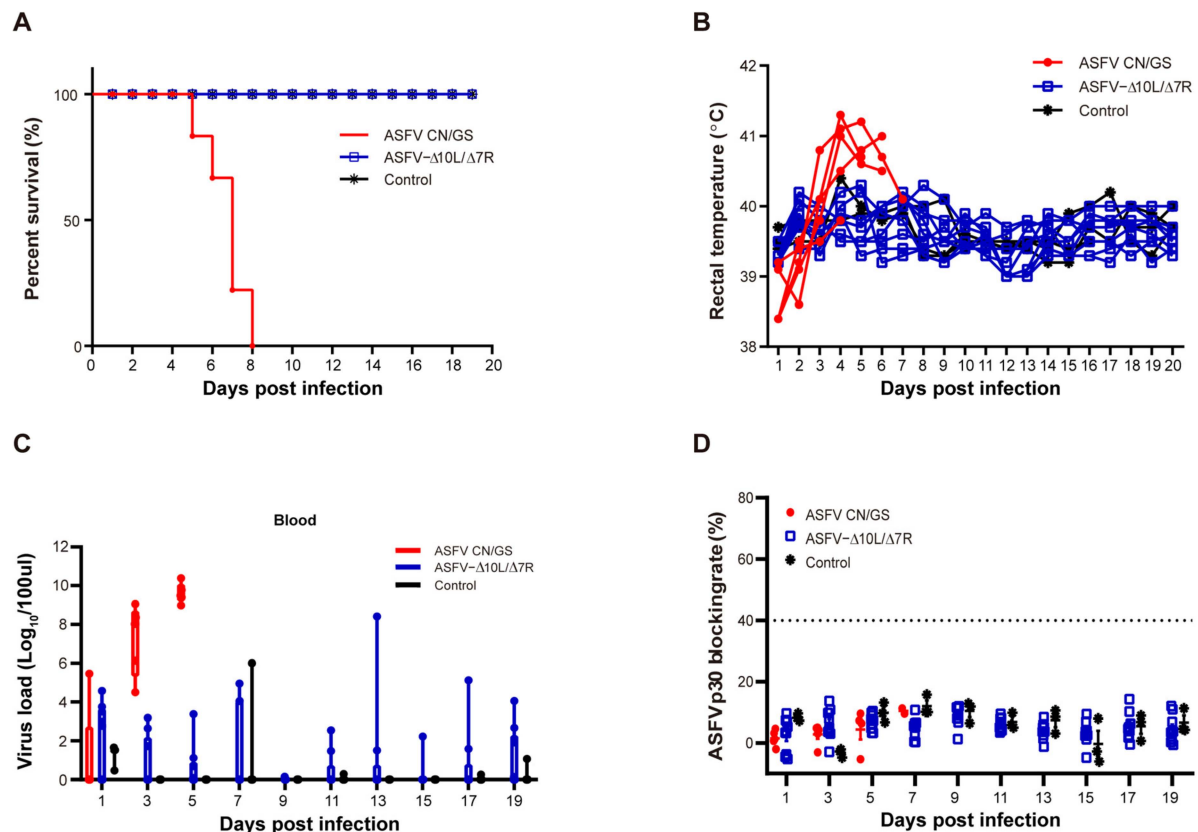 A
Percent survival (%)
100
50
0
0 2 4 6 8 10 12 14 16 18 20
Days post infection
ASFV CN/GS
ASFV-Δ10L/Δ7R
Control
B
Rectal temperature (°C)
42
41
40
39
38
1 2 3 4 5 6 7 8 9 10 11 12 13 14 15 16 17 18 19 20
Days post infection
ASFV CN/GS
ASFV-Δ10L/Δ7R
Control
C
Blood
Virus load (Log10/100ul)
12
10
8
6
4
2
0
1 3 5 7 9 11 13 15 17 19
Days post infection
ASFV CN/GS
ASFV-Δ10L/Δ7R
Control
D
ASFVp30 blockingrate (%)
80
60
40
20
0
1 3 5 7 9 11 13 15 17 19
Days post infection
ASFV CN/GS
ASFV-Δ10L/Δ7R
Control